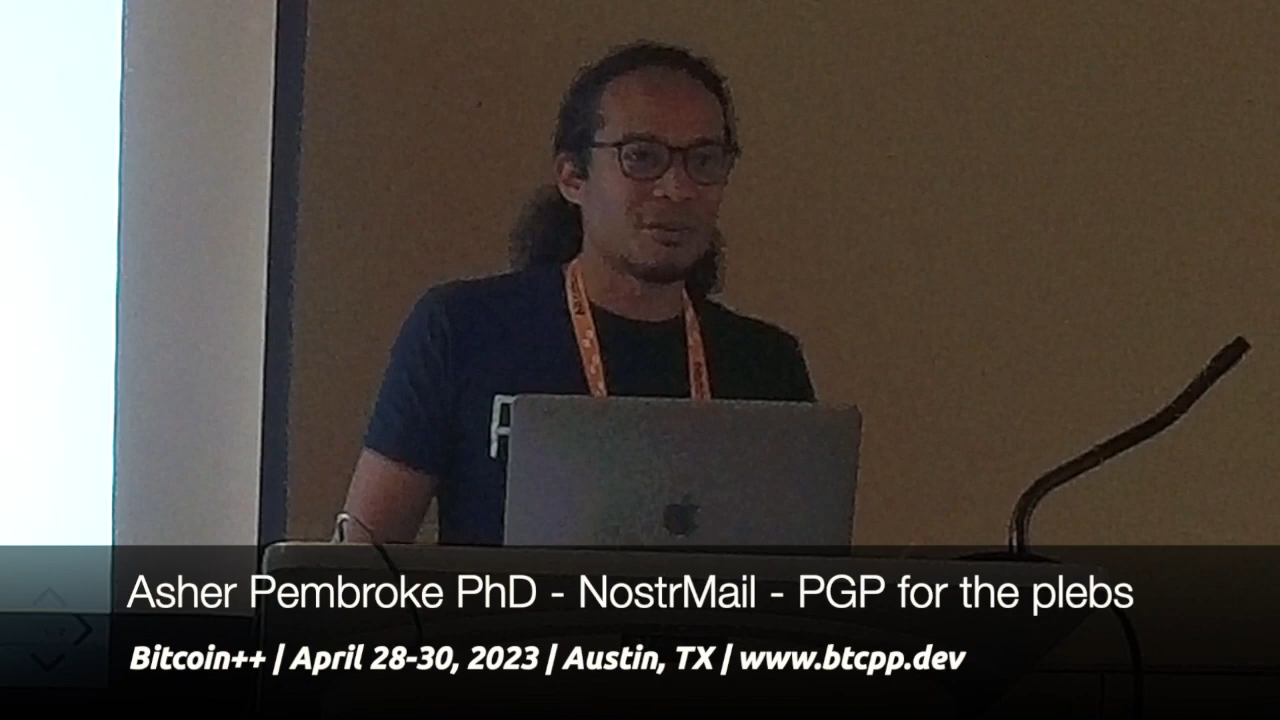 Asher Pembroke PhD - NostrMail - PGP for the plebs
Bitcoin++ | April 28-30, 2023 | Austin, TX | www.btcpp.dev